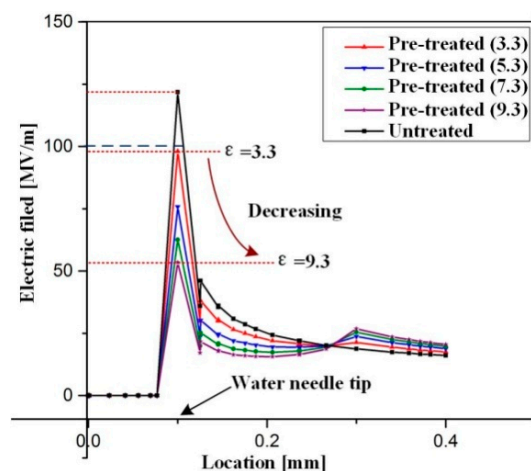 150
100
50
0
Electric filed [MV/m]
Pre-treated (3.3)
Pre-treated (5.3)
Pre-treated (7.3)
Pre-treated (9.3)
Untreated
ε =3.3
Decreasing
ε =9.3
Water needle tip
0.0
0.2
0.4
Location [mm]